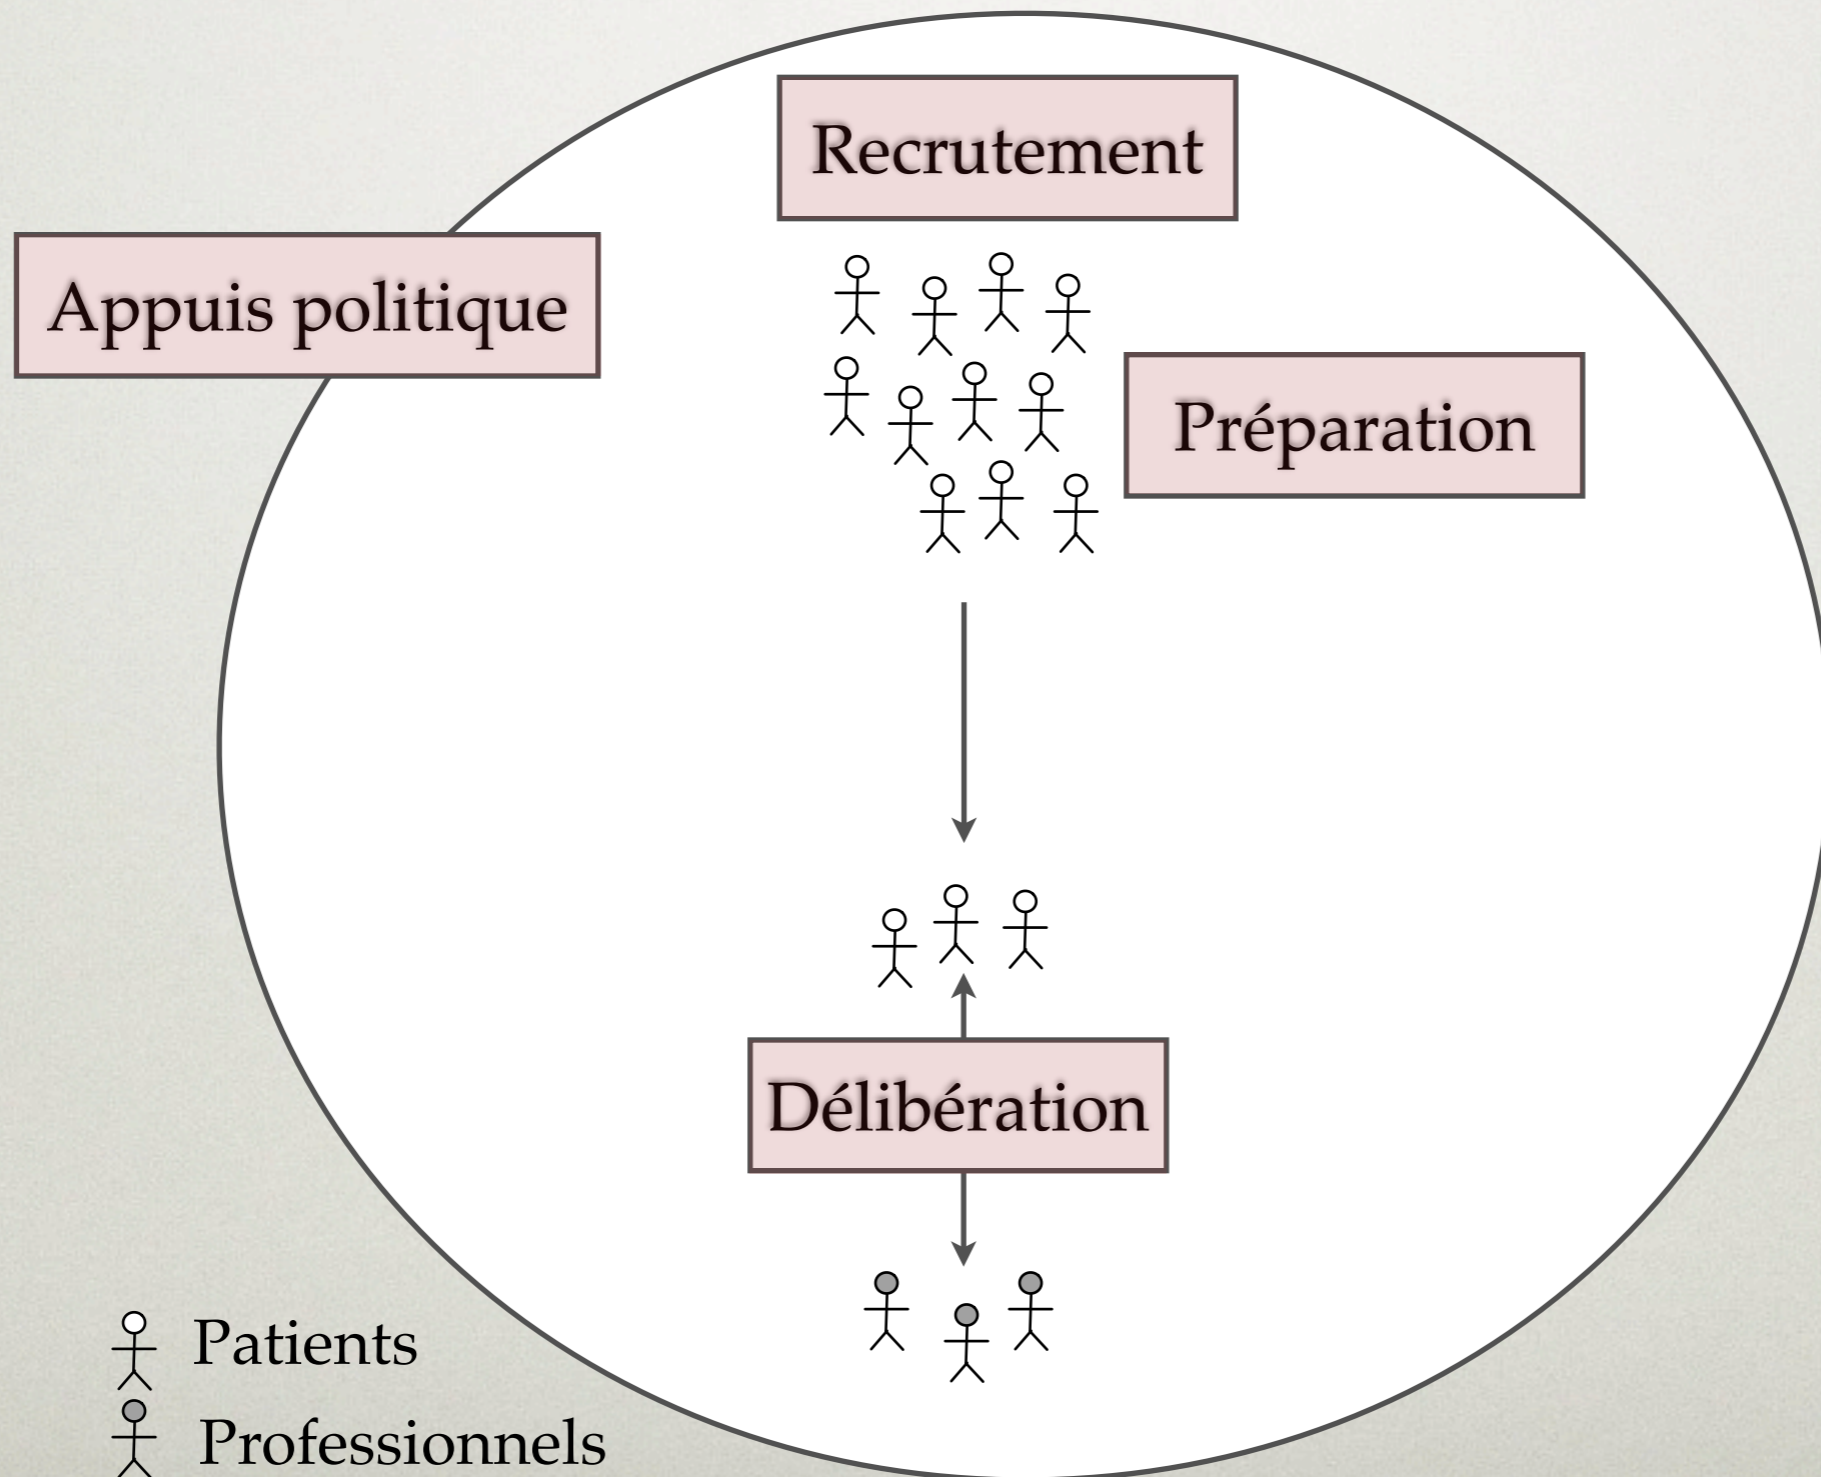 Recrutement
Appuis politique
Préparation
Délibération
Patients
Professionnels